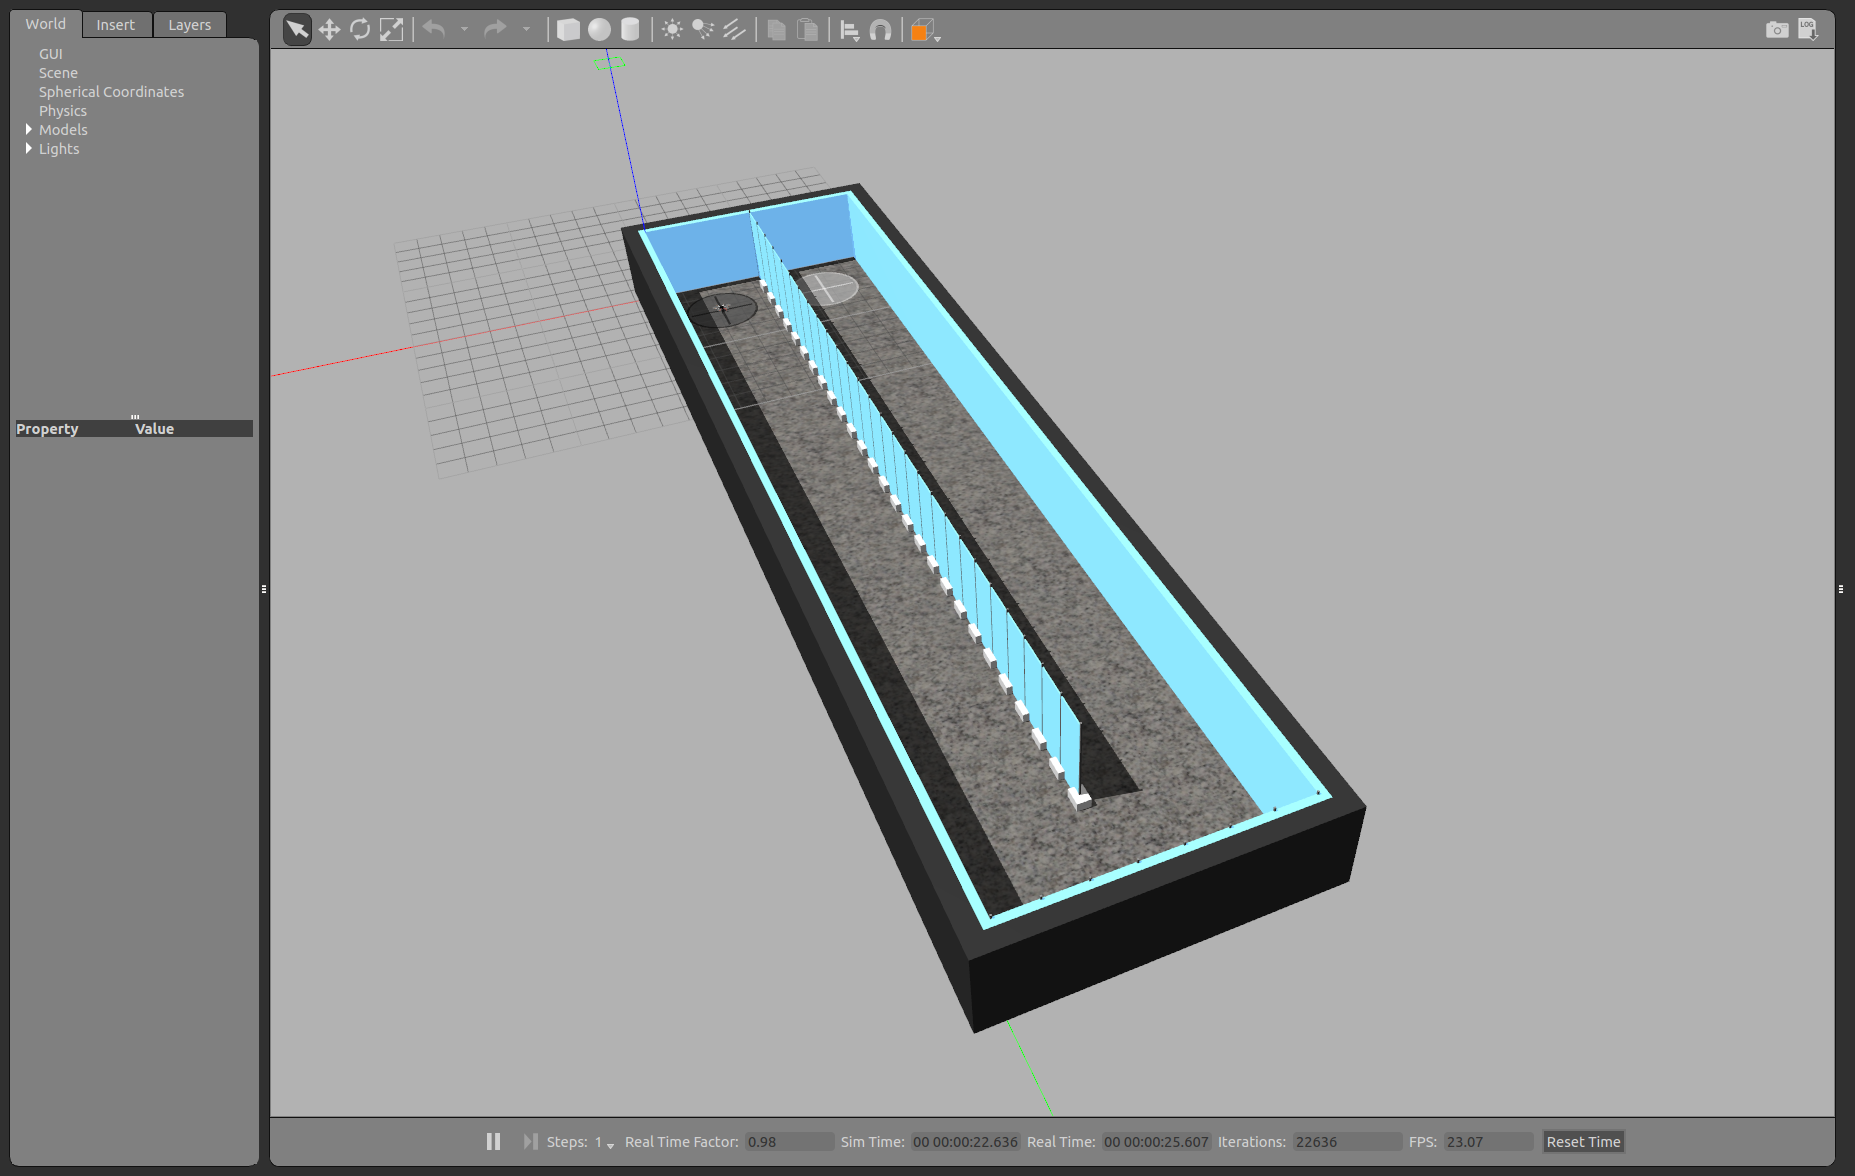 World Insert Layers
GUI
Scene
Spherical Coordinates
Physics
Models
Lights
Property Value
LOG
Steps: 1 Real Time Factor: 0.98 Sim Time: 00 00:00:22.636 Real Time: 00 00:00:25.607 Iterations: 22636 FPS: 23.07 Reset Time